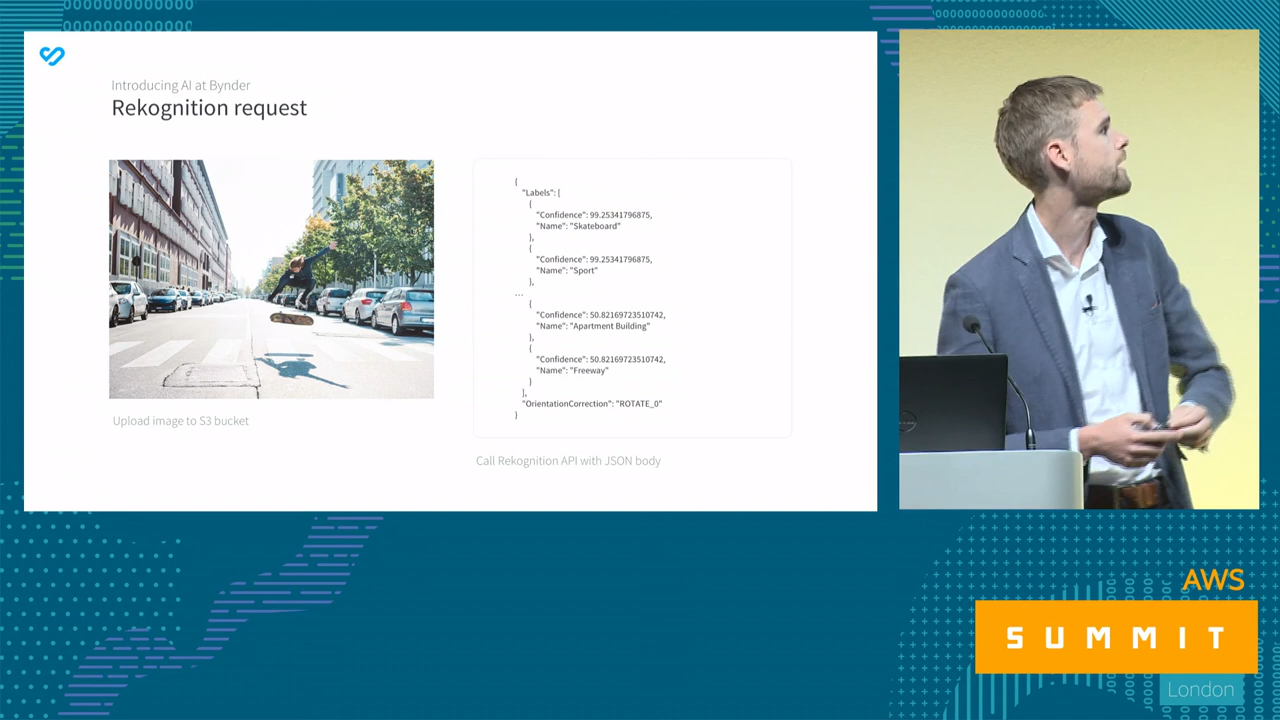 Introducing AI at Bynder
Rekognition request
{
"Labels": [
{
"Confidence": 99.25341796875,
"Name": "Skateboard"
},
{
"Confidence": 99.25341796875,
"Name": "Sport"
},
...
{
"Confidence": 50.82169723510742,
"Name": "Apartment Building"
},
{
"Confidence": 50.82169723510742,
"Name": "Freeway"
}
],
"OrientationCorrection": "ROTATE_0"
}
Upload image to S3 bucket
Call Rekognition API with JSON body
AWS
SUMMIT
London